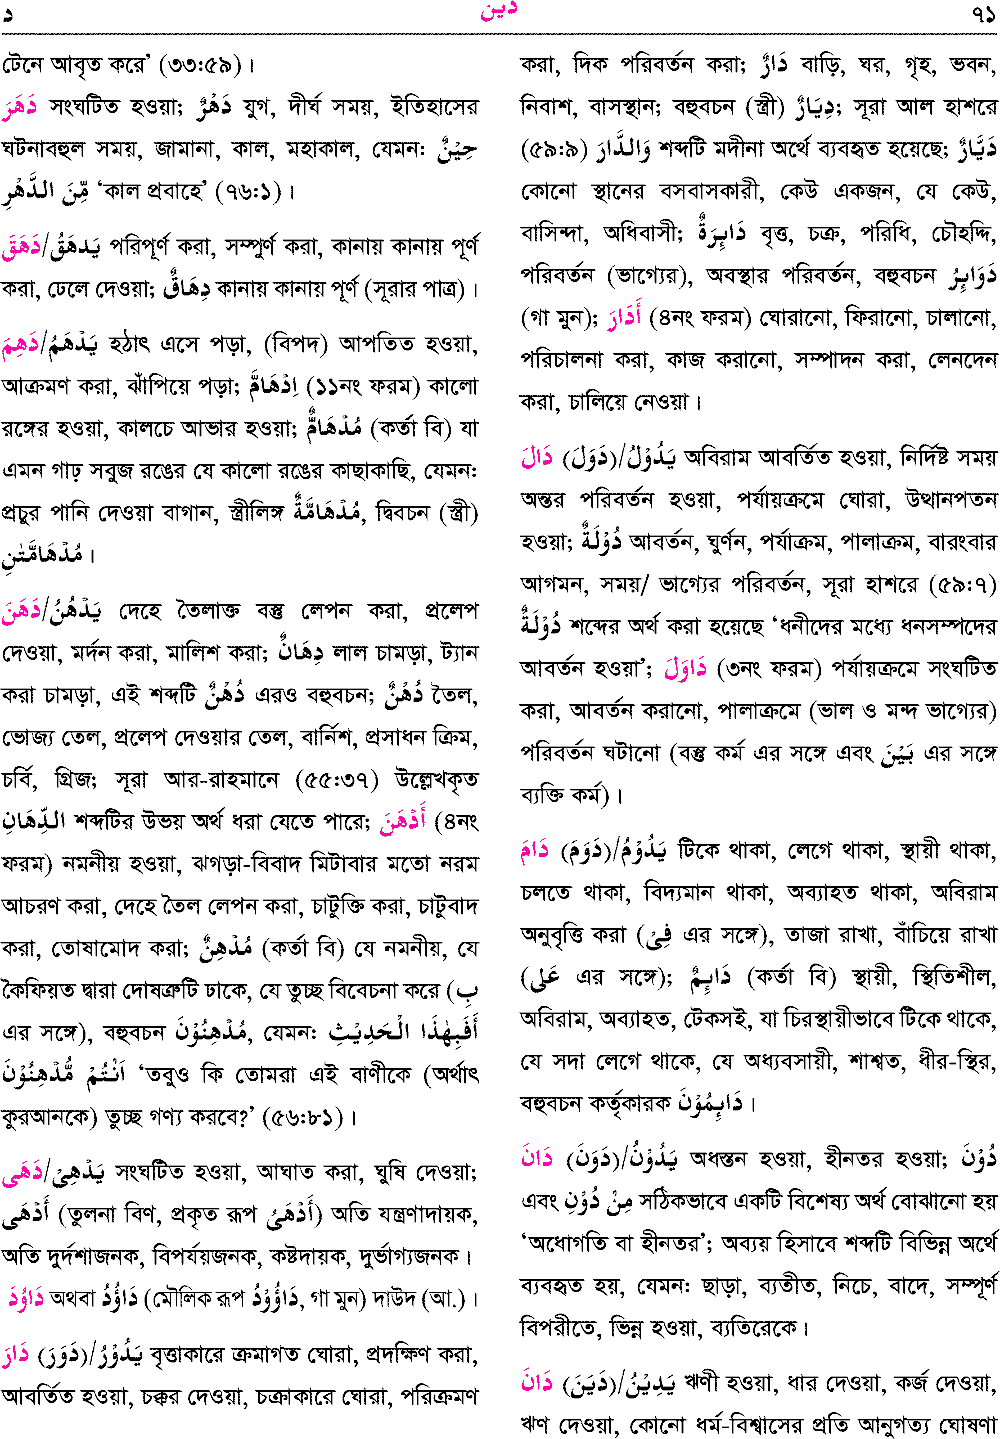 د دين ৭১
টেনে আবৃত করে’ (৩৩:৫৯)।
دَهَرَ সংঘটিত হওয়া; دَهْرٌ যুগ, দীর্ঘ সময়, ইতিহাসের
ঘটনাবহুল সময়, জামানা, কাল, মহাকাল, যেমন: حِيْنٌ
مِّنَ الدَّهْرِ ‘কাল প্রবাহে’ (৭৬:১)।
دَهَقَ/يَدهَقُ পরিপূর্ণ করা, সম্পুর্ণ করা, কানায় কানায় পূর্ণ
করা, ঢেলে দেওয়া; دِهَاقٌ কানায় কানায় পূর্ণ (সূরার পাত্র)।
دَهِمَ/يَدْهَمُ হঠাৎ এসে পড়া, (বিপদ) আপতিত হওয়া,
আক্রমণ করা, ঝাঁপিয়ে পড়া; اِدْهَامَّ (১১নং ফরম) কালো
রঙ্গের হওয়া, কালচে আভার হওয়া; مُدْهَامٌّ (কর্তা বি) যা
এমন গাঢ় সবুজ রঙের যে কালো রঙের কাছাকাছি, যেমন:
প্রচুর পানি দেওয়া বাগান, স্ত্রীলিঙ্গ مُدْهَامَّةٌ, দ্বিবচন (স্ত্রী)
مُدْهَامَّتٰنِ।
دَهَنَ/يَدْهُنُ দেহে তৈলাক্ত বস্তু লেপন করা, প্রলেপ
দেওয়া, মর্দন করা, মালিশ করা; دِهَانٌ লাল চামড়া, ট্যান
করা চামড়া, এই শব্দটি دُهْنٌ এরও বহুবচন; دُهْنٌ তৈল,
ভোজ্য তেল, প্রলেপ দেওয়ার তেল, বার্নিশ, প্রসাধন ক্রিম,
চর্বি, গ্রিজ; সূরা আর-রাহমানে (৫৫:৩৭) উল্লেখকৃত
الدِّهَانِ শব্দটির উভয় অর্থ ধরা যেতে পারে; أَدْهَنَ (৪নং
ফরম) নমনীয় হওয়া, ঝগড়া-বিবাদ মিটাবার মতো নরম
আচরণ করা, দেহে তৈল লেপন করা, চাটুক্তি করা, চাটুবাদ
করা, তোষামোদ করা; مُدْهِنٌ (কর্তা বি) যে নমনীয়, যে
কৈফিয়ত দ্বারা দোষত্রুটি ঢাকে, যে তুচ্ছ বিবেচনা করে (بِ
এর সঙ্গে), বহুবচন مُدْهِنُوْنَ, যেমন: أَفَبِهٰذَا الْحَدِيْثِ
اَنْتُمْ مُّدْهِنُوْنَ ‘তবুও কি তোমরা এই বাণীকে (অর্থাৎ
কুরআনকে) তুচ্ছ গণ্য করবে?’ (৫৬:৮১)।
دَهَى/يَدْهِىْ সংঘটিত হওয়া, আঘাত করা, ঘুষি দেওয়া;
أَدْهَى (তুলনা বিণ, প্রকৃত রূপ أَدْهَىُ) অতি যন্ত্রণাদায়ক,
অতি দুর্দশাজনক, বিপর্যয়জনক, কষ্টদায়ক, দুর্ভাগ্যজনক।
دَاوُدَ অথবা دَاؤُدُ (মৌলিক রূপ دَاوُوْدُ, গা মুন) দাউদ (আ.)।
دَارَ (دَوَرَ)/يَدُوْرُ বৃত্তাকারে ক্রমাগত ঘোরা, প্রদক্ষিণ করা,
আবর্তিত হওয়া, চক্কর দেওয়া, চক্রাকারে ঘোরা, পরিক্রমণ
করা, দিক পরিবর্তন করা; دَارٌ বাড়ি, ঘর, গৃহ, ভবন,
নিবাশ, বাসস্থান; বহুবচন (স্ত্রী) دِيَارٌ; সূরা আল হাশরে
(৫৯:৯) وَالدَّارَ শব্দটি মদীনা অর্থে ব্যবহৃত হয়েছে; دَيَّارٌ
কোনো স্থানের বসবাসকারী, কেউ একজন, যে কেউ,
বাসিন্দা, অধিবাসী; دَاىِٕرَةٌ বৃত্ত, চক্র, পরিধি, চৌহদ্দি,
পরিবর্তন (ভাগ্যের), অবস্থার পরিবর্তন, বহুবচন دَوَاىِٕرُ
(গা মুন); أَدَارَ (৪নং ফরম) ঘোরানো, ফিরানো, চালানো,
পরিচালনা করা, কাজ করানো, সম্পাদন করা, লেনদেন
করা, চালিয়ে নেওয়া।
دَالَ (دَوَلَ)/يَدُوْلُ অবিরাম আবর্তিত হওয়া, নির্দিষ্ট সময়
অন্তর পরিবর্তন হওয়া, পর্যায়ক্রমে ঘোরা, উত্থানপতন
হওয়া; دُوْلَةٌ আবর্তন, ঘুর্ণন, পর্যাক্রম, পালাক্রম, বারংবার
আগমন, সময়/ ভাগ্যের পরিবর্তন, সূরা হাশরে (৫৯:৭)
دُوْلَةٌ শব্দের অর্থ করা হয়েছে ‘ধনীদের মধ্যে ধনসম্পদের
আবর্তন হওয়া’; دَاوَلَ (৩নং ফরম) পর্যায়ক্রমে সংঘটিত
করা, আবর্তন করানো, পালাক্রমে (ভাল ও মন্দ ভাগ্যের)
পরিবর্তন ঘটানো (বস্তু কর্ম এর সঙ্গে এবং بَيْنَ এর সঙ্গে
ব্যক্তি কর্ম)।
دَامَ (دَوَمَ)/يَدُوْمُ টিকে থাকা, লেগে থাকা, স্থায়ী থাকা,
চলতে থাকা, বিদ্যমান থাকা, অব্যাহত থাকা, অবিরাম
অনুবৃত্তি করা (فِىْ এর সঙ্গে), তাজা রাখা, বাঁচিয়ে রাখা
(عَلى এর সঙ্গে); دَاىِٕمٌ (কর্তা বি) স্থায়ী, স্থিতিশীল,
অবিরাম, অব্যাহত, টেকসই, যা চিরস্থায়ীভাবে টিকে থাকে,
যে সদা লেগে থাকে, যে অধ্যবসায়ী, শাশ্বত, ধীর-স্থির,
বহুবচন কর্তৃকারক دَاىِٕمُوْنَ।
دَانَ (دَوَنَ)/يَدُوْنُ অধস্তন হওয়া, হীনতর হওয়া; دُوْنَ
এবং مِنْ دُوْنِ সঠিকভাবে একটি বিশেষ্য অর্থ বোঝানো হয়
‘অধোগতি বা হীনতর’; অব্যয় হিসাবে শব্দটি বিভিন্ন অর্থে
ব্যবহৃত হয়, যেমন: ছাড়া, ব্যতীত, নিচে, বাদে, সম্পূর্ণ
বিপরীতে, ভিন্ন হওয়া, ব্যতিরেকে।
دَانَ (دَيَنَ)/يَدِيْنُ ঋণী হওয়া, ধার দেওয়া, কর্জ দেওয়া,
ঋণ দেওয়া, কোনো ধর্ম-বিশ্বাসের প্রতি আনুগত্য ঘোষণা